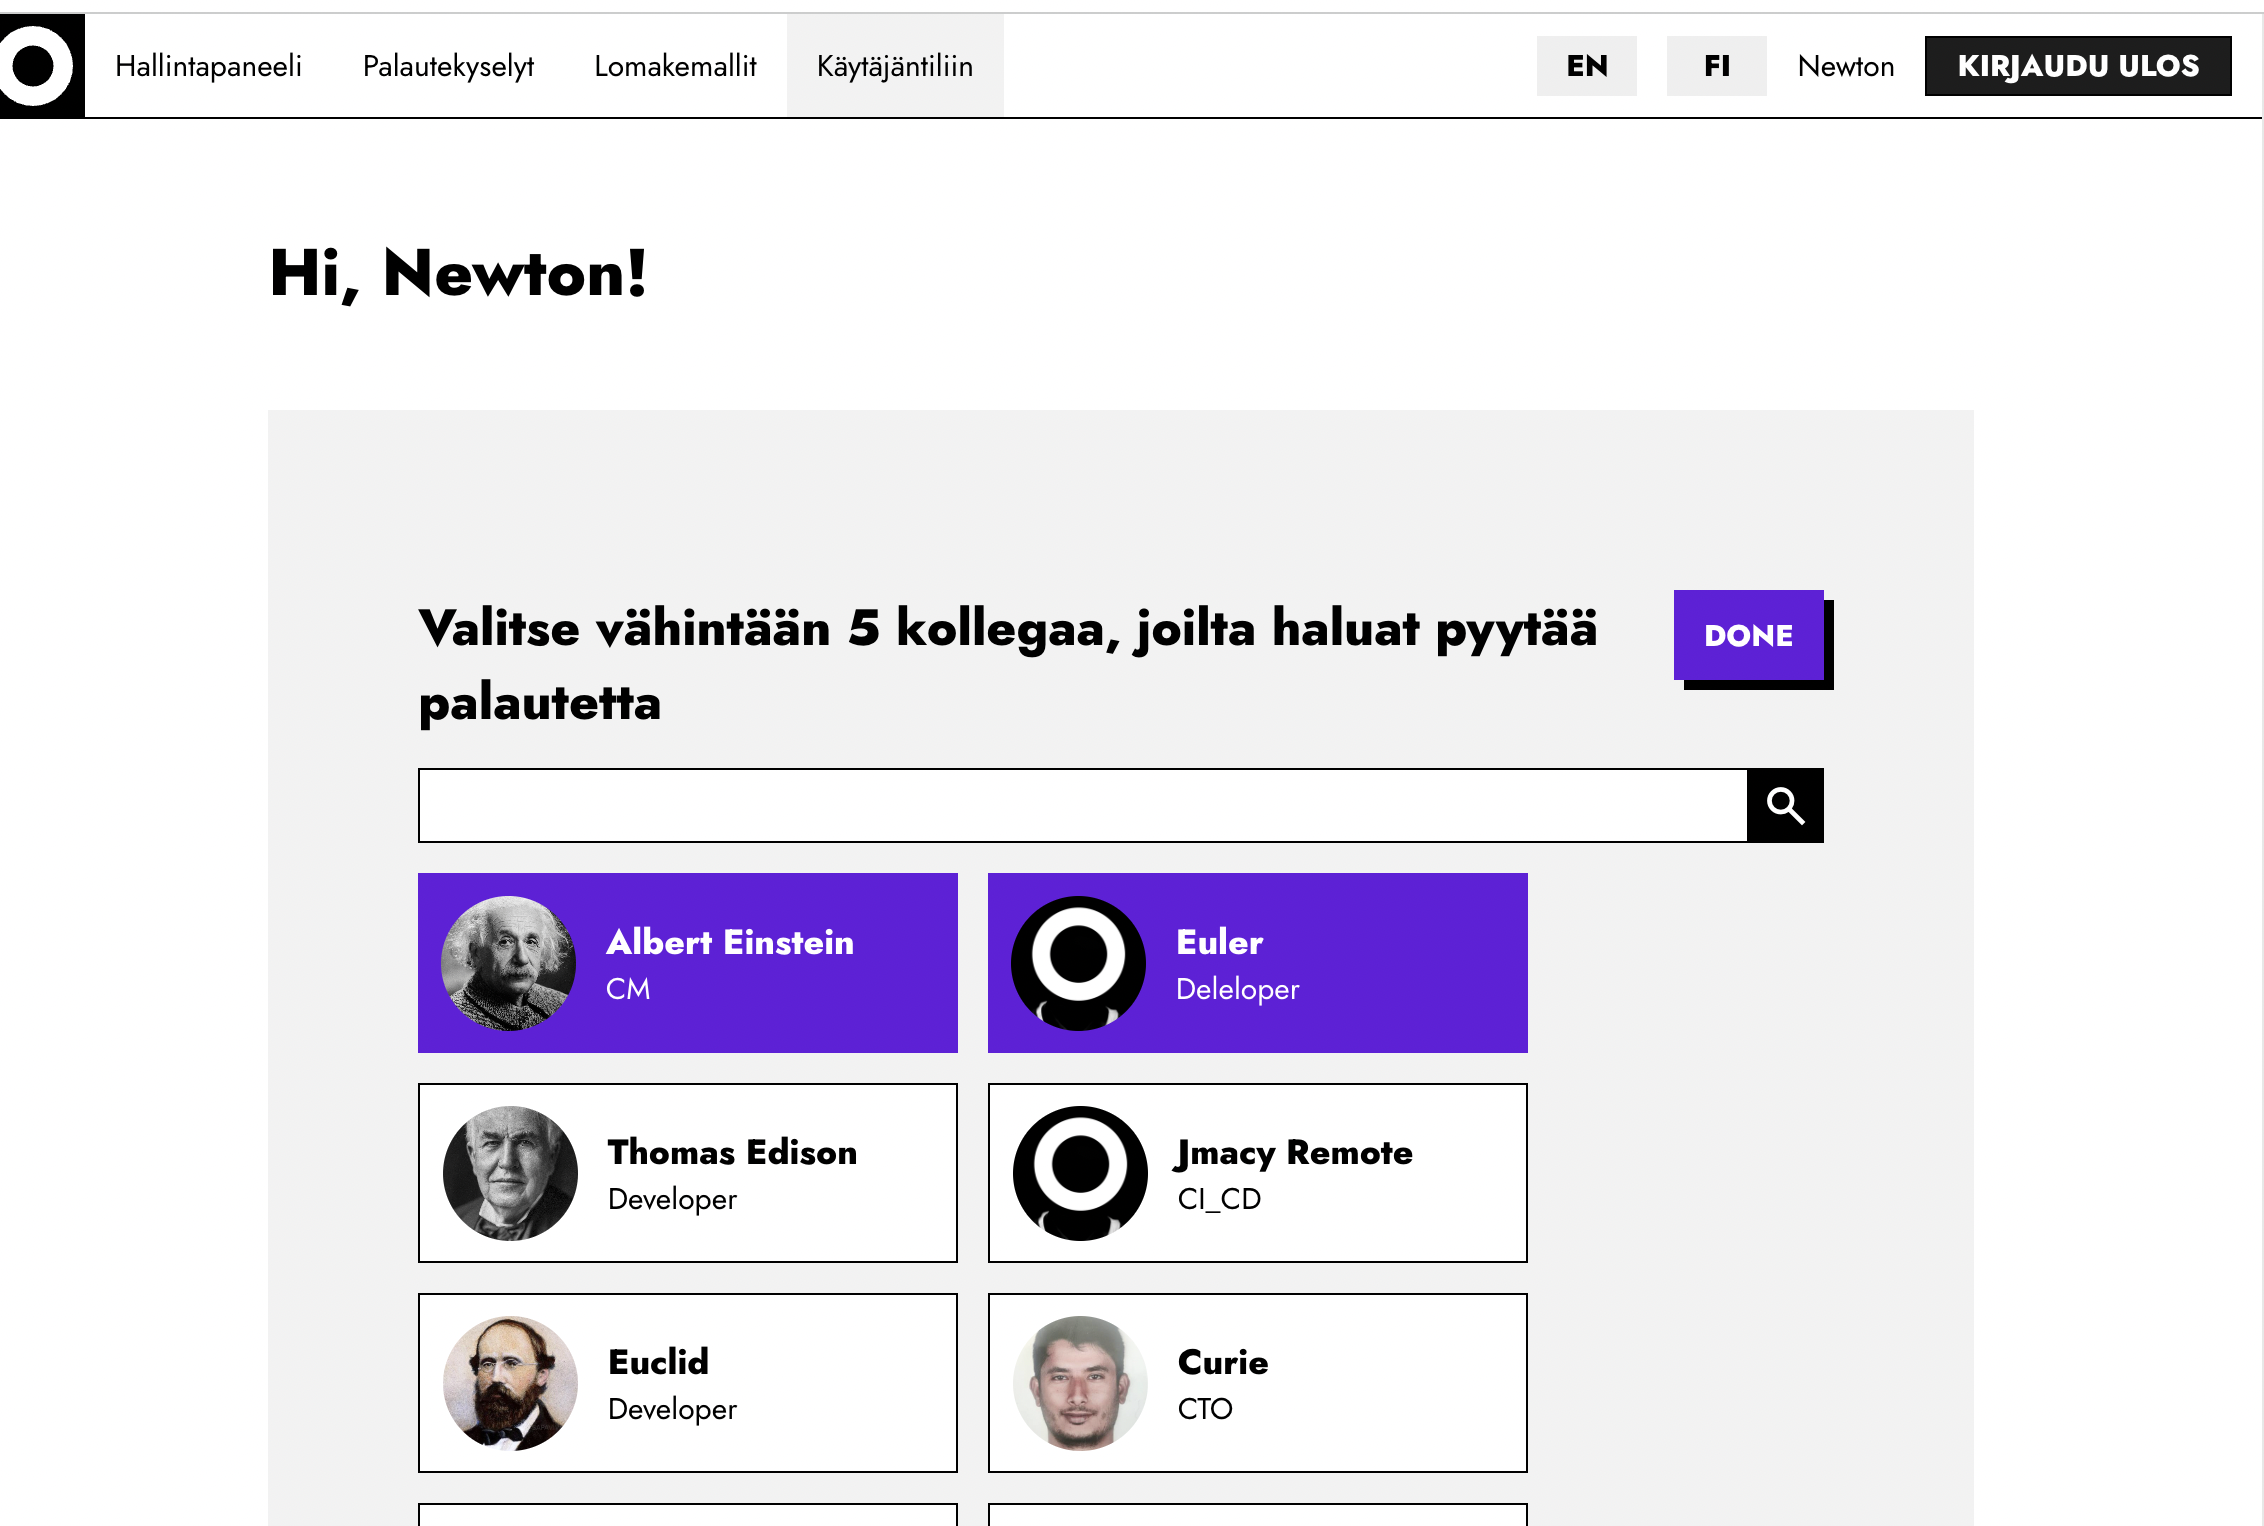 Hallintapaneeli Palautekyselyt Lomakemallit Käytäjäntiliin EN FI Newton KIRJAUDU ULOS
Hi, Newton!
Valitse vähintään 5 kollegaa, joilta haluat pyytää
palautetta
DONE
Albert Einstein
CM
Euler
Deleloper
Thomas Edison
Developer
Jmacy Remote
CI_CD
Euclid
Developer
Curie
CTO